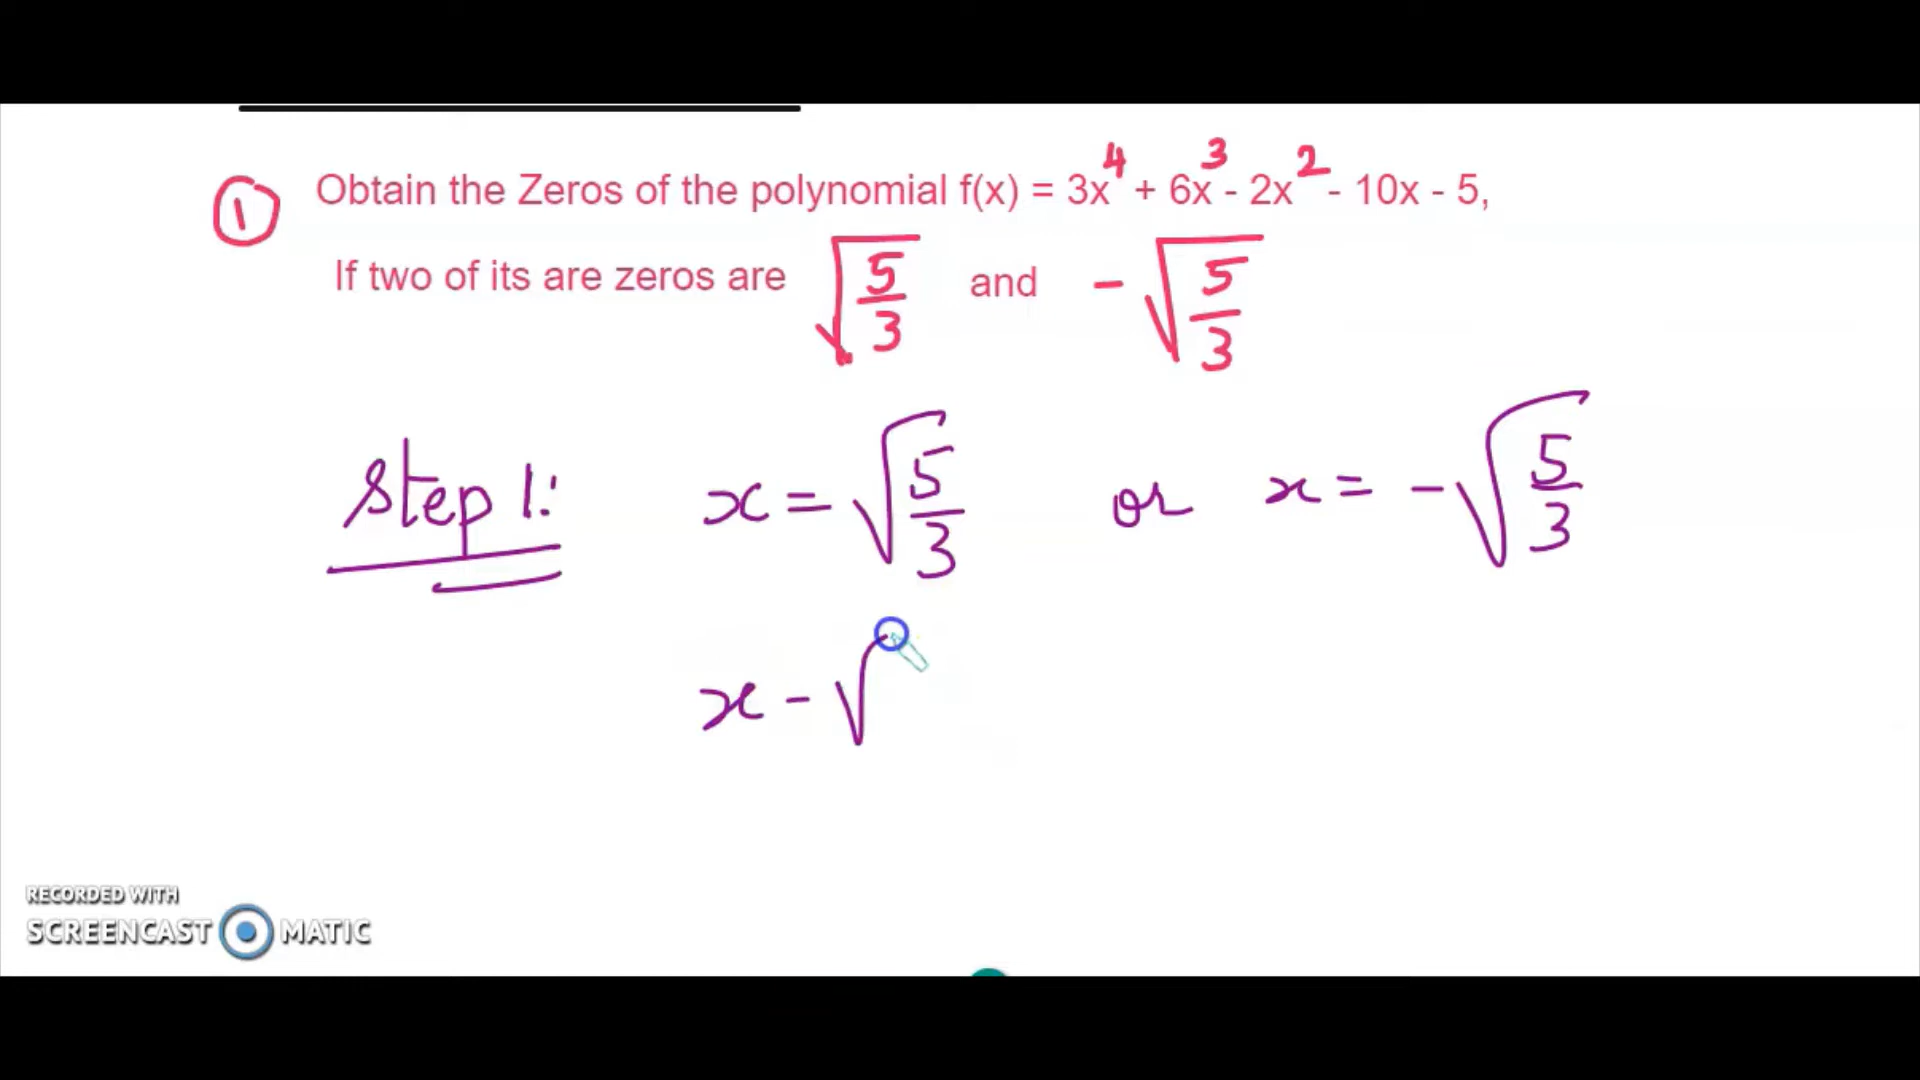 ① Obtain the Zeros of the polynomial f(x) = 3x⁴ + 6x³ - 2x² - 10x - 5,
If two of its are zeros are √(5/3) and - √(5/3)
Step 1: x = √(5/3) or x = - √(5/3)
x - √
RECORDED WITH
SCREENCAST MATIC